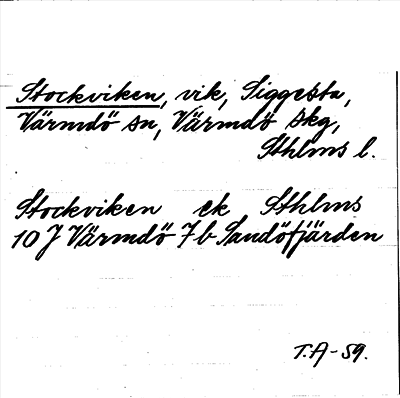 Stockviken, vik, Siggesta,
Värmdö sn, Värmdö skg,
Sthlms l.
Stockviken ek Sthlms
10 J Värmdö 7 b Sandöfjärden
T.A-59.